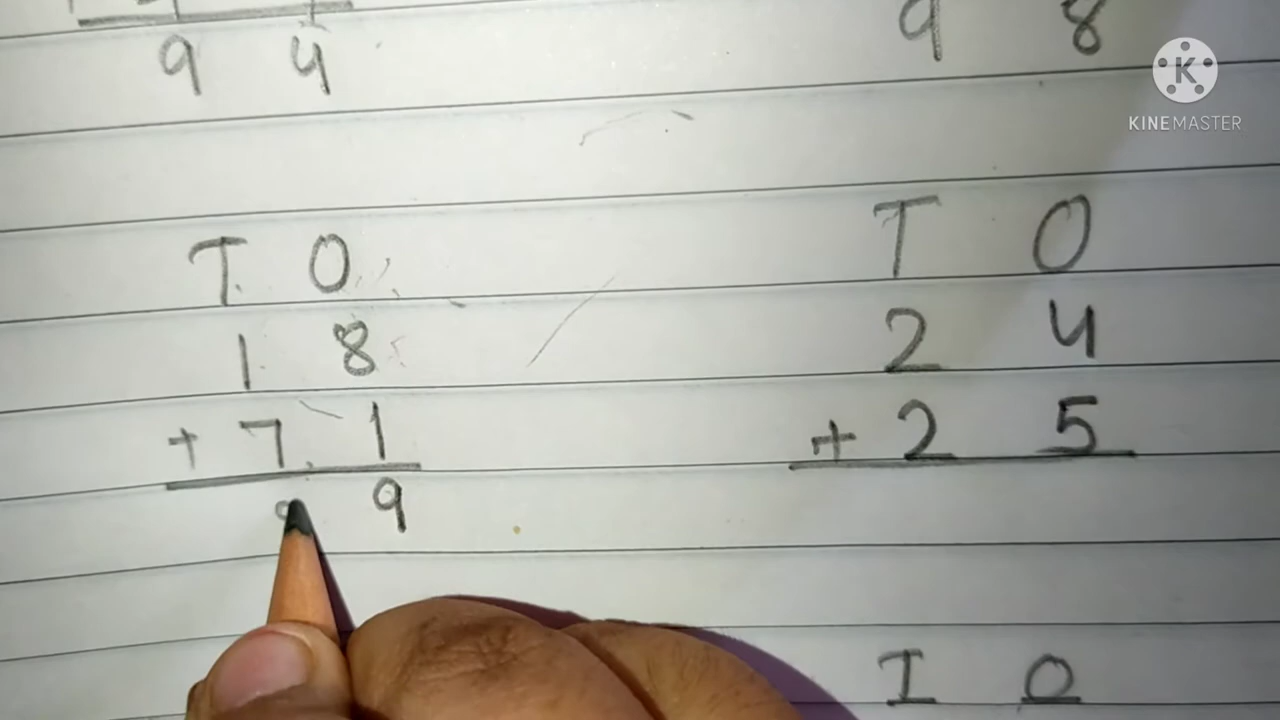 9 4
9 8
KINEMASTER
T O
1 8
+ 7 1
9
T O
2 4
+ 2 5
T O